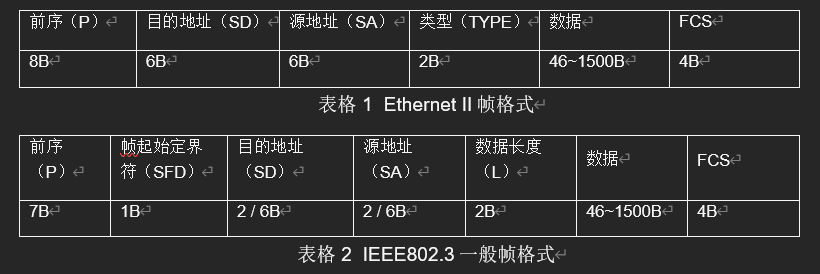 前序（P） 目的地址（SD） 源地址（SA） 类型（TYPE） 数据 FCS
8B 6B 6B 2B 46~1500B 4B
表格 1 Ethernet II 帧格式
前序 帧起始定界 目的地址 源地址 数据长度 数据 FCS
（P） 符（SFD） （SD） （SA） （L）
7B 1B 2 / 6B 2 / 6B 2B 46~1500B 4B
表格 2 IEEE802.3 一般帧格式